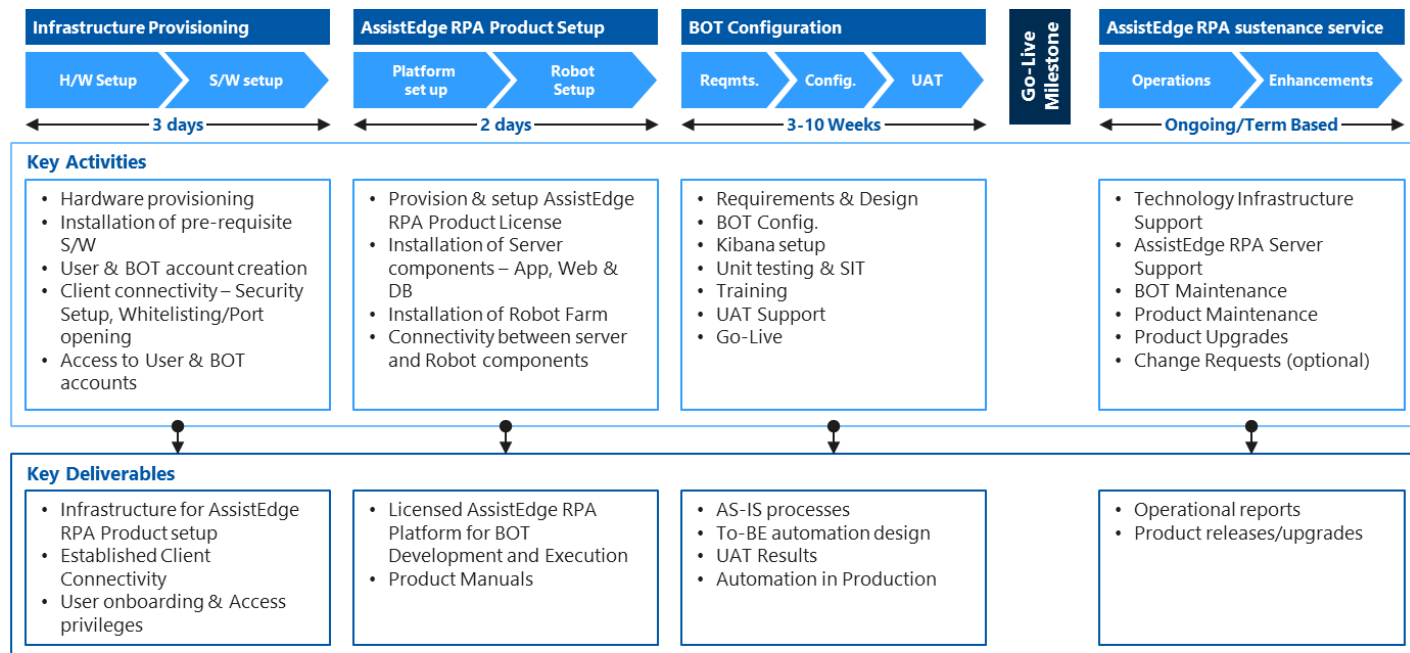 Infrastructure Provisioning
AssistEdge RPA Product Setup
BOT Configuration
Go-Live
Milestone
AssistEdge RPA sustenance service
H/W Setup
S/W setup
Platform
set up
Robot
Setup
Reqmts.
Config.
UAT
Operations
Enhancements
3 days
2 days
3-10 Weeks
Ongoing/Term Based
Key Activities
• Hardware provisioning
• Installation of pre-requisite
S/W
• User & BOT account creation
• Client connectivity – Security
Setup, Whitelisting/Port
opening
• Access to User & BOT
accounts
• Provision & setup AssistEdge
RPA Product License
• Installation of Server
components – App, Web &
DB
• Installation of Robot Farm
• Connectivity between server
and Robot components
• Requirements & Design
• BOT Config.
• Kibana setup
• Unit testing & SIT
• Training
• UAT Support
• Go-Live
• Technology Infrastructure
Support
• AssistEdge RPA Server
Support
• BOT Maintenance
• Product Maintenance
• Product Upgrades
• Change Requests (optional)
Key Deliverables
• Infrastructure for AssistEdge
RPA Product setup
• Established Client
Connectivity
• User onboarding & Access
privileges
• Licensed AssistEdge RPA
Platform for BOT
Development and Execution
• Product Manuals
• AS-IS processes
• To-BE automation design
• UAT Results
• Automation in Production
• Operational reports
• Product releases/upgrades